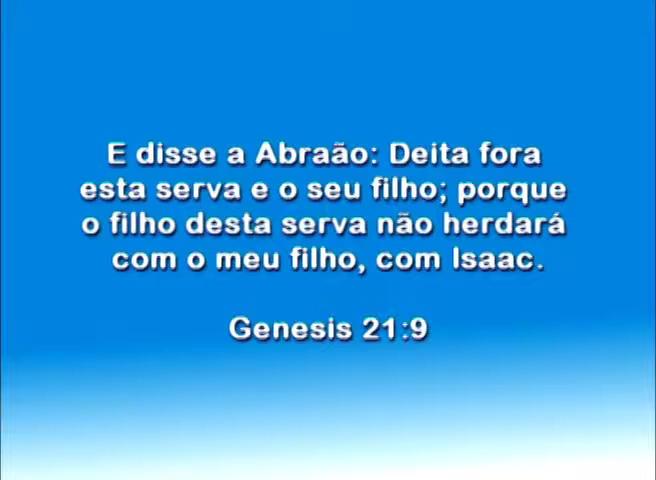 E disse a Abraão: Deita fora
esta serva e o seu filho; porque
o filho desta serva não herdará
com o meu filho, com Isaac.
Genesis 21:9